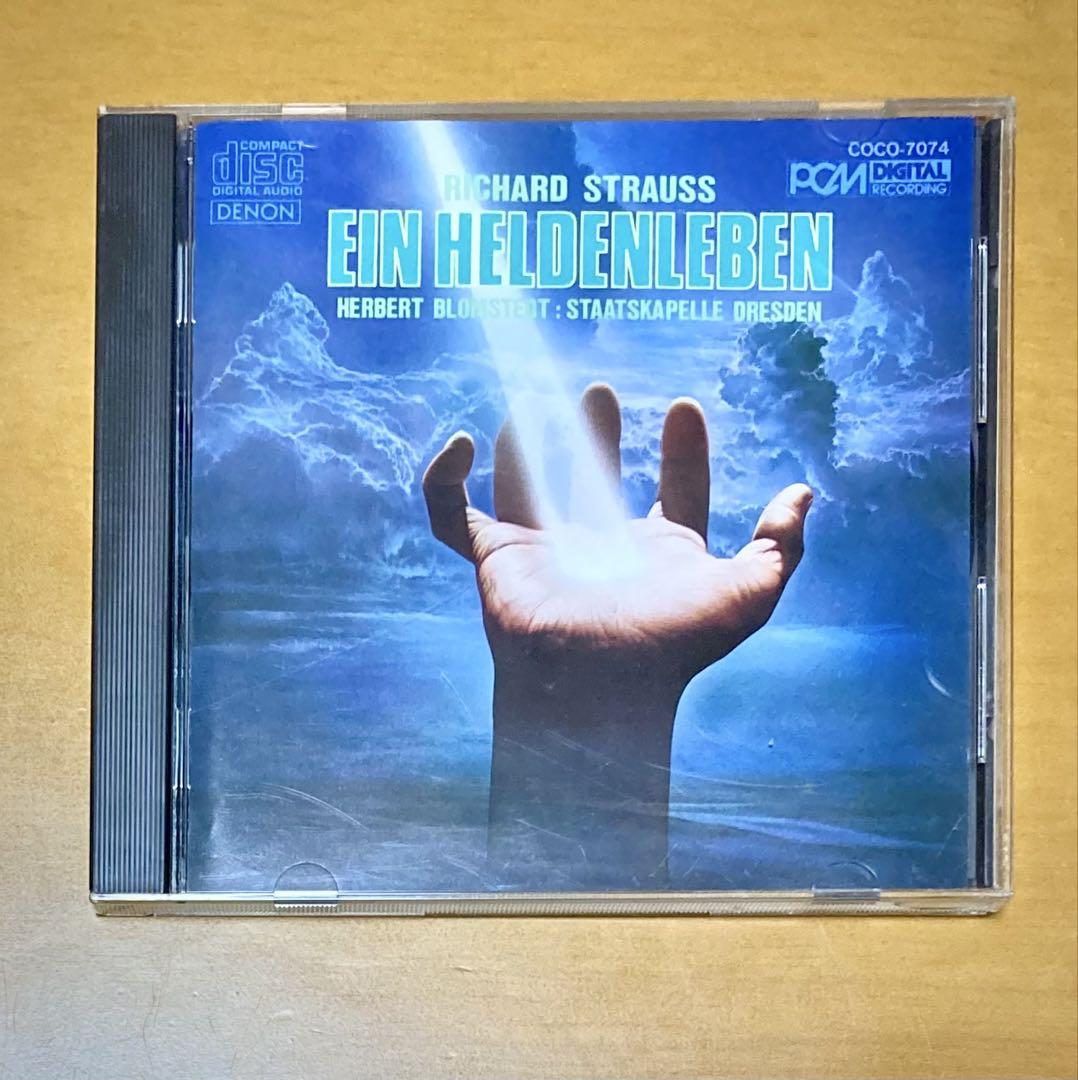 COMPACT
disc
DIGITAL AUDIO
DENON
COCO-7074
PCM DIGITAL
RECORDING
RICHARD STRAUSS
EIN HELDENLEBEN
HERBERT BLOMSTEDT : STAATSKAPELLE DRESDEN